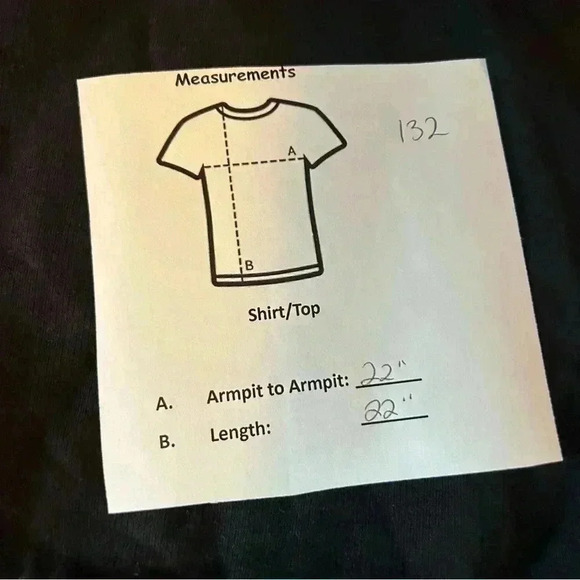 Measurements
132
A
B
Shirt/Top
A. Armpit to Armpit: 22"
B. Length: 22"